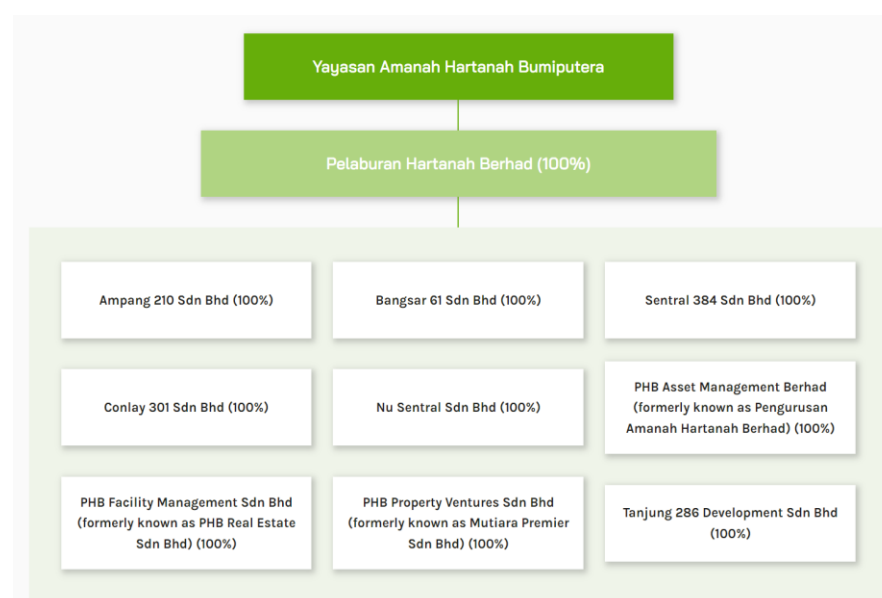 Yayasan Amanah Hartanah Bumiputera
Pelaburan Hartanah Berhad (100%)
Ampang 210 Sdn Bhd (100%)
Bangsar 61 Sdn Bhd (100%)
Sentral 384 Sdn Bhd (100%)
Conlay 301 Sdn Bhd (100%)
Nu Sentral Sdn Bhd (100%)
PHB Asset Management Berhad
(formerly known as Pengurusan
Amanah Hartanah Berhad) (100%)
PHB Facility Management Sdn Bhd
(formerly known as PHB Real Estate
Sdn Bhd) (100%)
PHB Property Ventures Sdn Bhd
(formerly known as Mutiara Premier
Sdn Bhd) (100%)
Tanjung 286 Development Sdn Bhd
(100%)